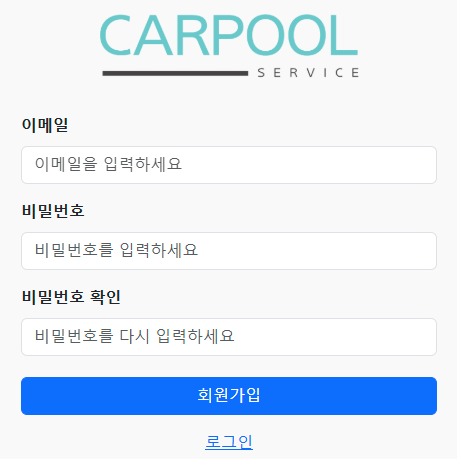 CARPOOL
SERVICE
이메일
이메일을 입력하세요
비밀번호
비밀번호를 입력하세요
비밀번호 확인
비밀번호를 다시 입력하세요
회원가입
로그인